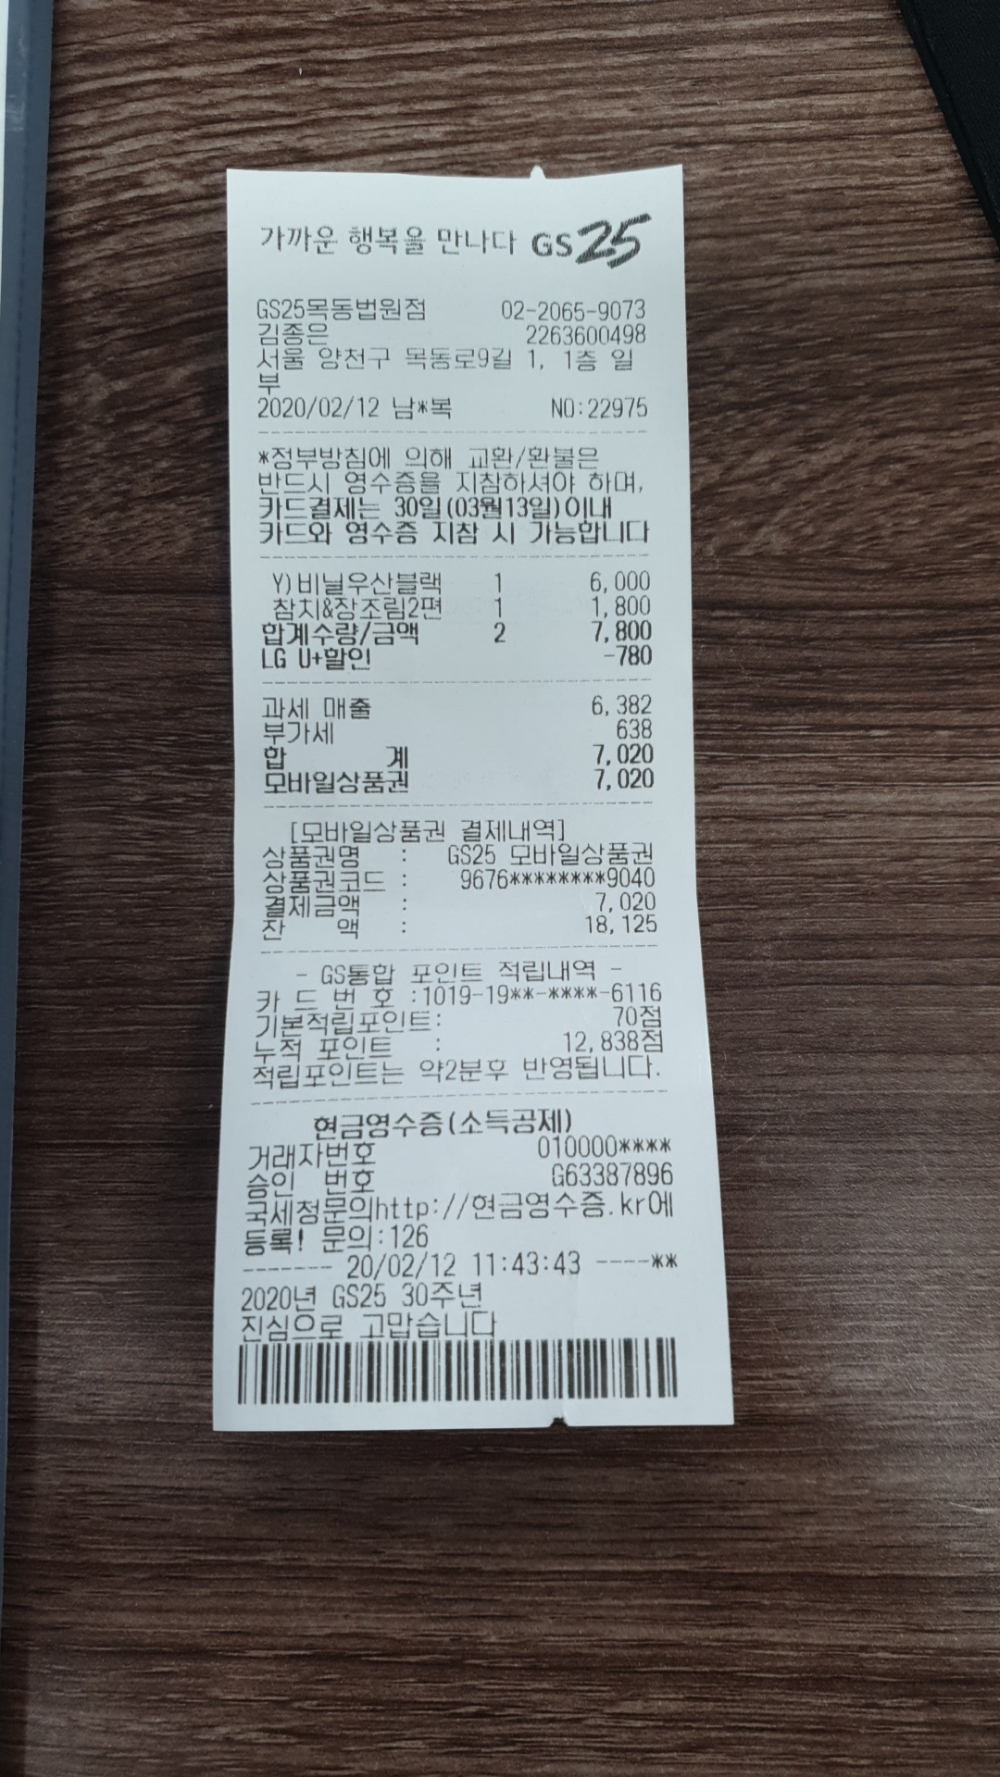 가까운 행복을 만나다 GS25
GS25목동법원점 02-2065-9073
김종은 2263600498
서울 양천구 목동로9길 1, 1층 일
부
2020/02/12 남*복 NO:22975
*정부방침에 의해 교환/환불은
반드시 영수증을 지참하셔야 하며,
카드결제는 30일(03월13일)이내
카드와 영수증 지참 시 가능합니다
Y)비닐우산블랙 1 6,000
참치&장조림2편 1 1,800
합계수량/금액 2 7,800
LG U+할인 -780
과세 매출 6,382
부가세 638
합 계 7,020
모바일상품권 7,020
[모바일상품권 결제내역]
상품권명 : GS25 모바일상품권
상품권코드 : 9676********9040
결제금액 : 7,020
잔 액 : 18,125
- GS통합 포인트 적립내역 -
카 드 번 호 :1019-19**-****-6116
기본적립포인트: 70점
누적 포인트 : 12,838점
적립포인트는 약2분후 반영됩니다.
현금영수증(소득공제)
거래자번호 010000****
승인 번호 G63387896
국세청문의http://현금영수증.kr에
등록! 문의:126
------- 20/02/12 11:43:43 ----**
2020년 GS25 30주년
진심으로 고맙습니다